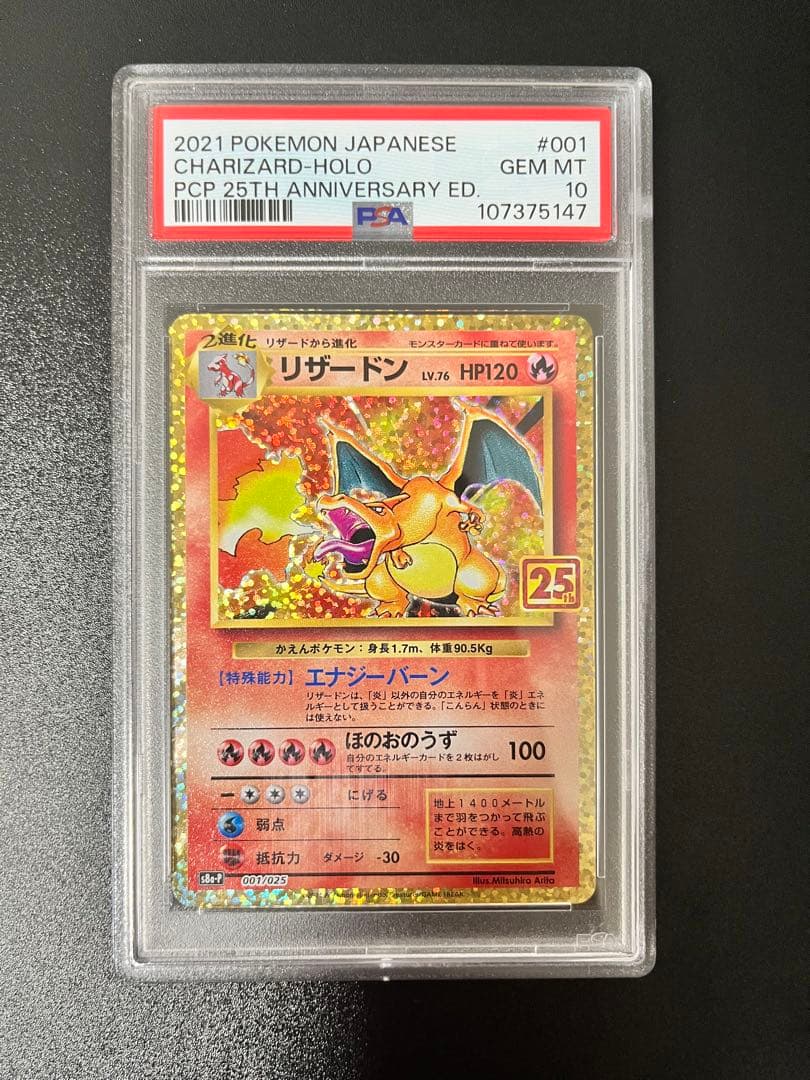 2021 POKEMON JAPANESE #001
CHARIZARD-HOLO GEM MT
PCP 25TH ANNIVERSARY ED. 10
PSA 107375147
2進化 リザードから進化 モンスターカードに重ねて使います。
リザードン LV.76 HP120
25th
かえんポケモン：身長1.7m、体重90.5Kg
【特殊能力】エナジーバーン
リザードンは、「炎」以外の自分のエネルギーを「炎」エネ
ルギーとして扱うことができる。「こんらん」状態のときに
は使えない。
ほのおのうず 100
自分のエネルギーカードを2枚はがし
てすてる。
にげる
弱点
抵抗力 ダメージ -30
地上1400メートル
まで羽をつかって飛ぶ
ことができる。高熱の
炎をはく。
s8a-P 001/025 Illus.Mitsuhiro Arita
GAME FREAK
PSA